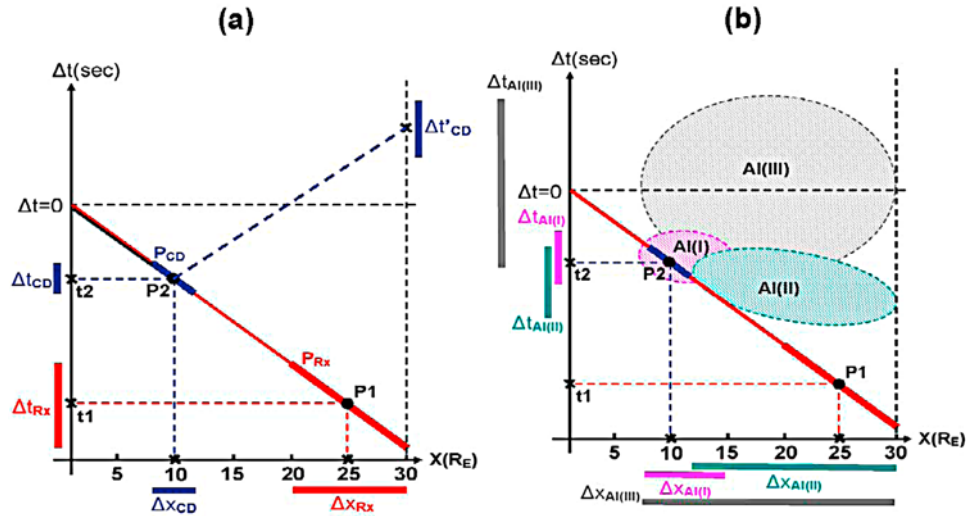 (a)
Δt(sec)
Δt'CD
Δt=0
PCD
ΔtCD
t2
P2
PRx
P1
ΔtRx
t1
5
10
15
20
25
30
X(RE)
ΔxCD
ΔxRx
(b)
Δt(sec)
ΔtAI(III)
AI(III)
Δt=0
ΔtAI(I)
AI(I)
t2
P2
AI(II)
ΔtAI(II)
P1
t1
5
10
15
20
25
30
X(RE)
ΔxAI(I)
ΔxAI(II)
ΔxAI(III)